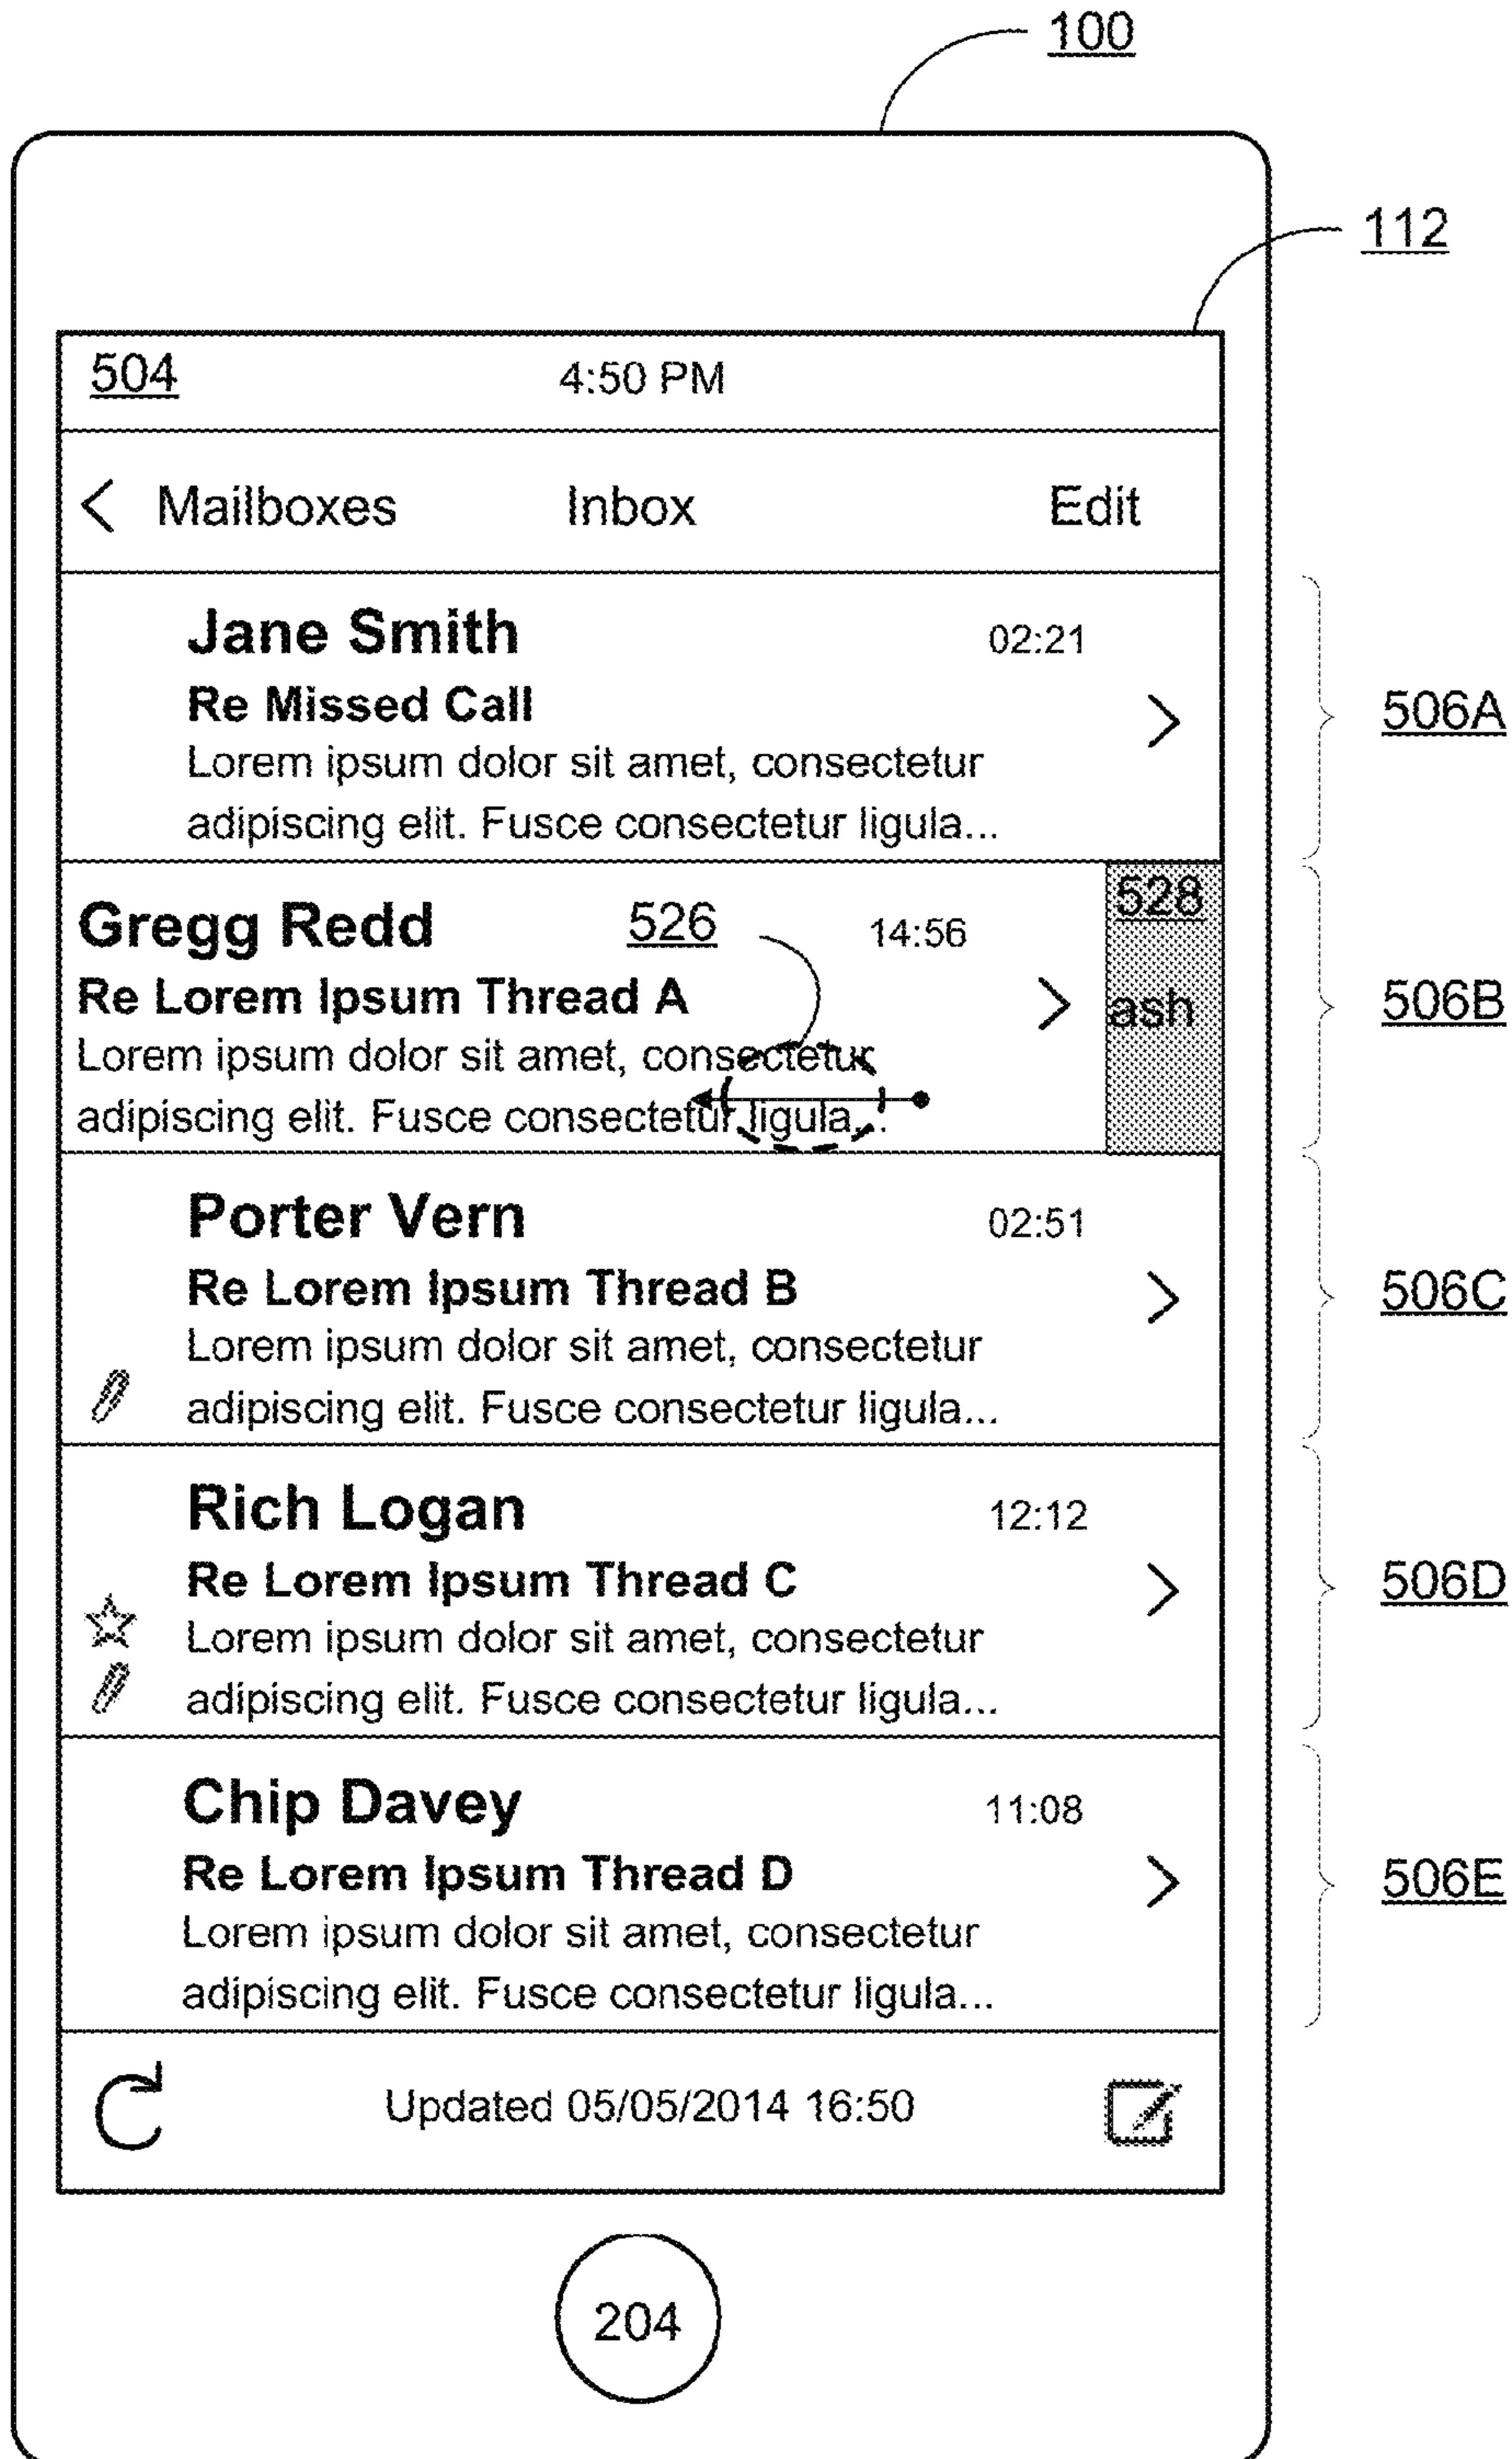 100
112
504 4:50 PM
< Mailboxes Inbox Edit
Jane Smith 02:21
Re Missed Call
506A
Lorem ipsum dolor sit amet, consectetur
adipiscing elit. Fusce consectetur ligula...
528
Gregg Redd 526 14:56
Re Lorem Ipsum Thread A
ash
506B
Lorem ipsum dolor sit amet, consectetur
adipiscing elit. Fusce consectetur ligula...
Porter Vern 02:51
Re Lorem Ipsum Thread B
506C
Lorem ipsum dolor sit amet, consectetur
adipiscing elit. Fusce consectetur ligula...
Rich Logan 12:12
Re Lorem Ipsum Thread C
506D
Lorem ipsum dolor sit amet, consectetur
adipiscing elit. Fusce consectetur ligula...
Chip Davey 11:08
Re Lorem Ipsum Thread D
506E
Lorem ipsum dolor sit amet, consectetur
adipiscing elit. Fusce consectetur ligula...
Updated 05/05/2014 16:50
204